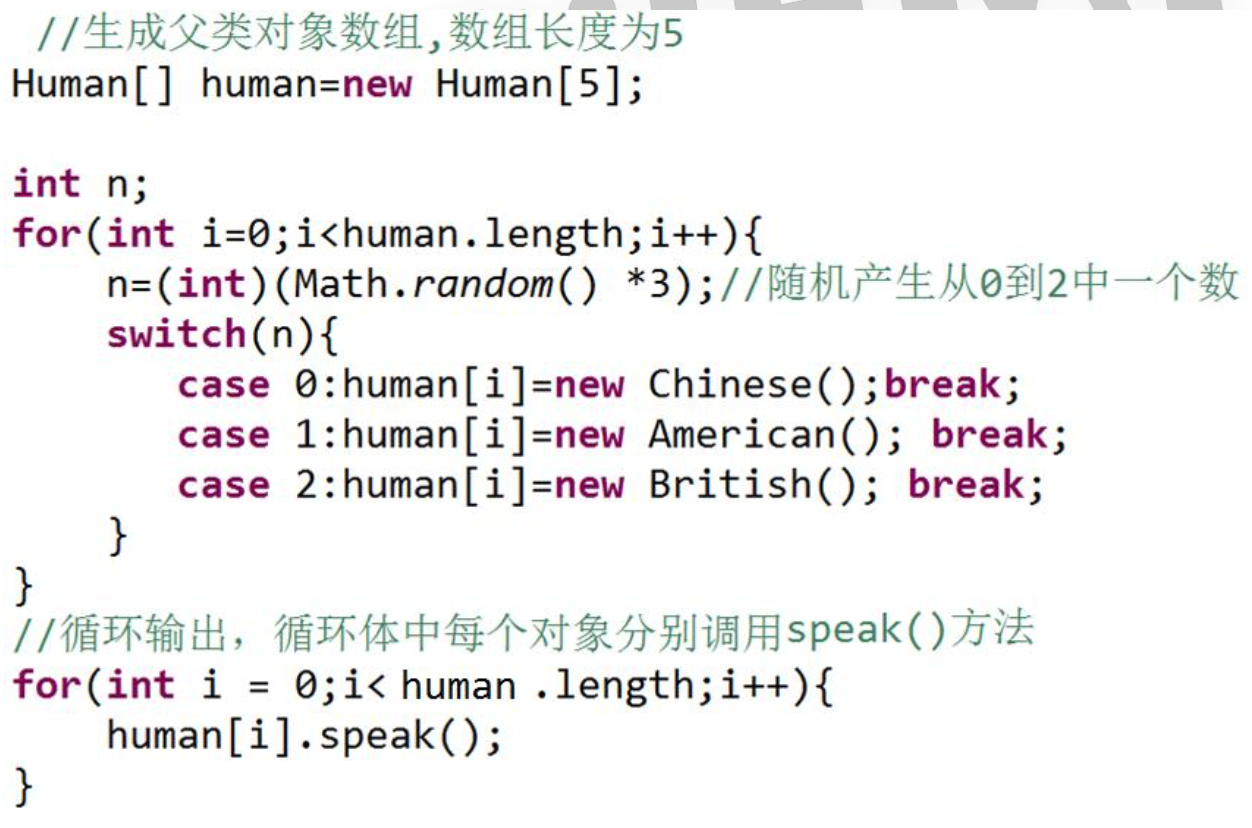 //生成父类对象数组,数组长度为5
Human[] human=new Human[5];
int n;
for(int i=0;i<human.length;i++){
n=(int)(Math.random() *3);//随机产生从0到2中一个数
switch(n){
case 0:human[i]=new Chinese();break;
case 1:human[i]=new American(); break;
case 2:human[i]=new British(); break;
}
}
//循环输出，循环体中每个对象分别调用speak()方法
for(int i = 0;i< human .length;i++){
human[i].speak();
}